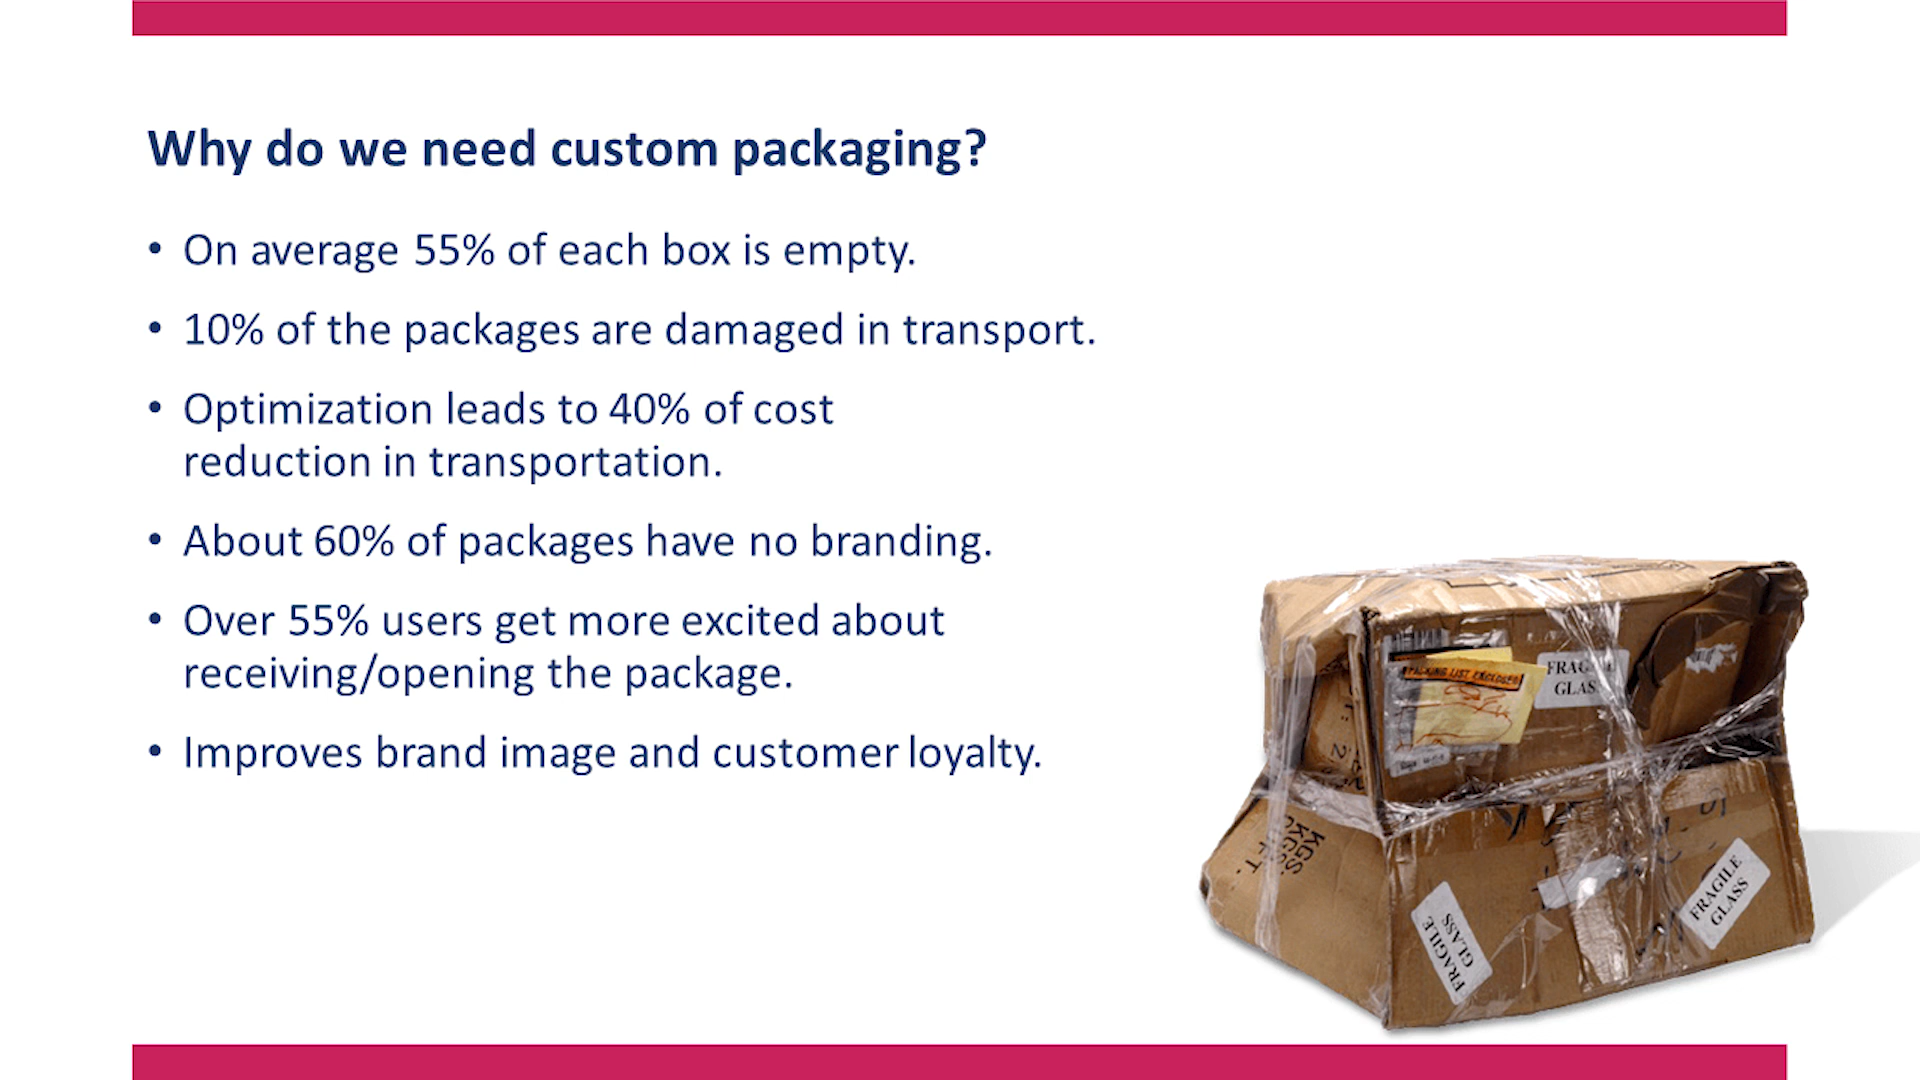 Why do we need custom packaging?
• On average 55% of each box is empty.
• 10% of the packages are damaged in transport.
• Optimization leads to 40% of cost
reduction in transportation.
• About 60% of packages have no branding.
• Over 55% users get more excited about
receiving/opening the package.
• Improves brand image and customer loyalty.
PACKING LIST ENCLOSED
FRAGILE
GLASS
FRAGILE
GLASS